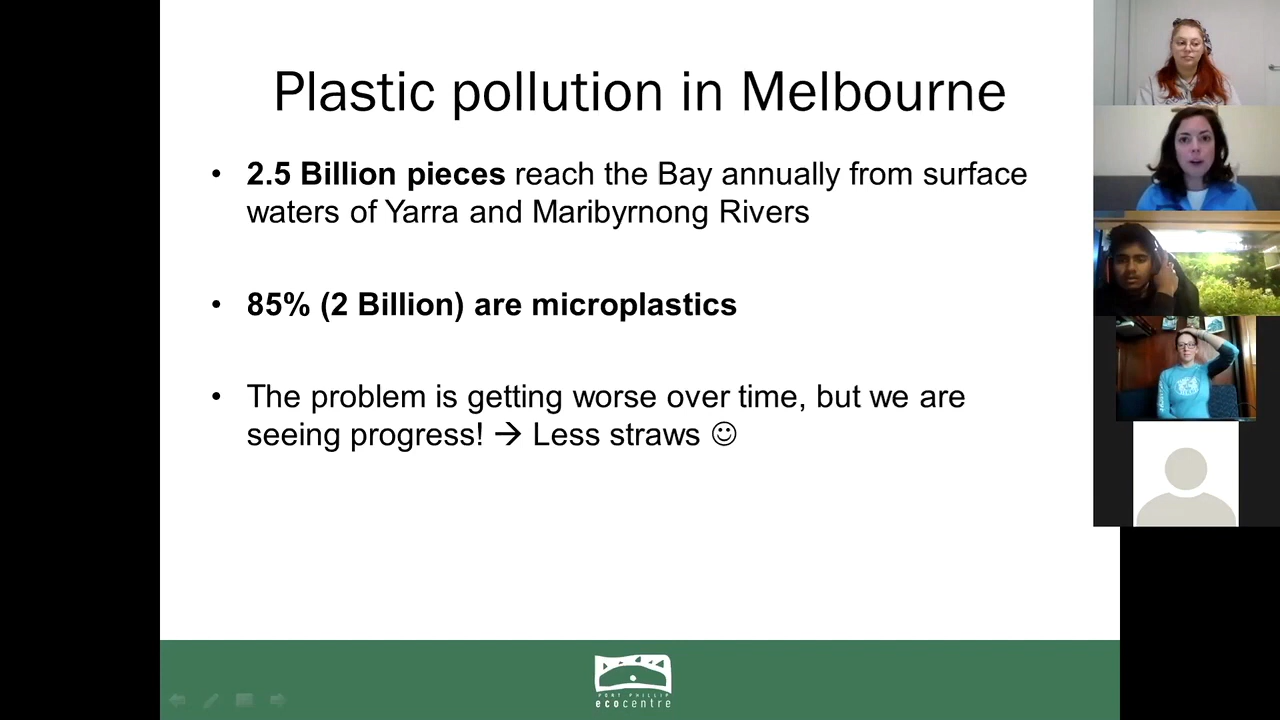 Plastic pollution in Melbourne
• 2.5 Billion pieces reach the Bay annually from surface
waters of Yarra and Maribyrnong Rivers
• 85% (2 Billion) are microplastics
• The problem is getting worse over time, but we are
seeing progress! → Less straws ☺
PORT PHILLIP
ecocentre